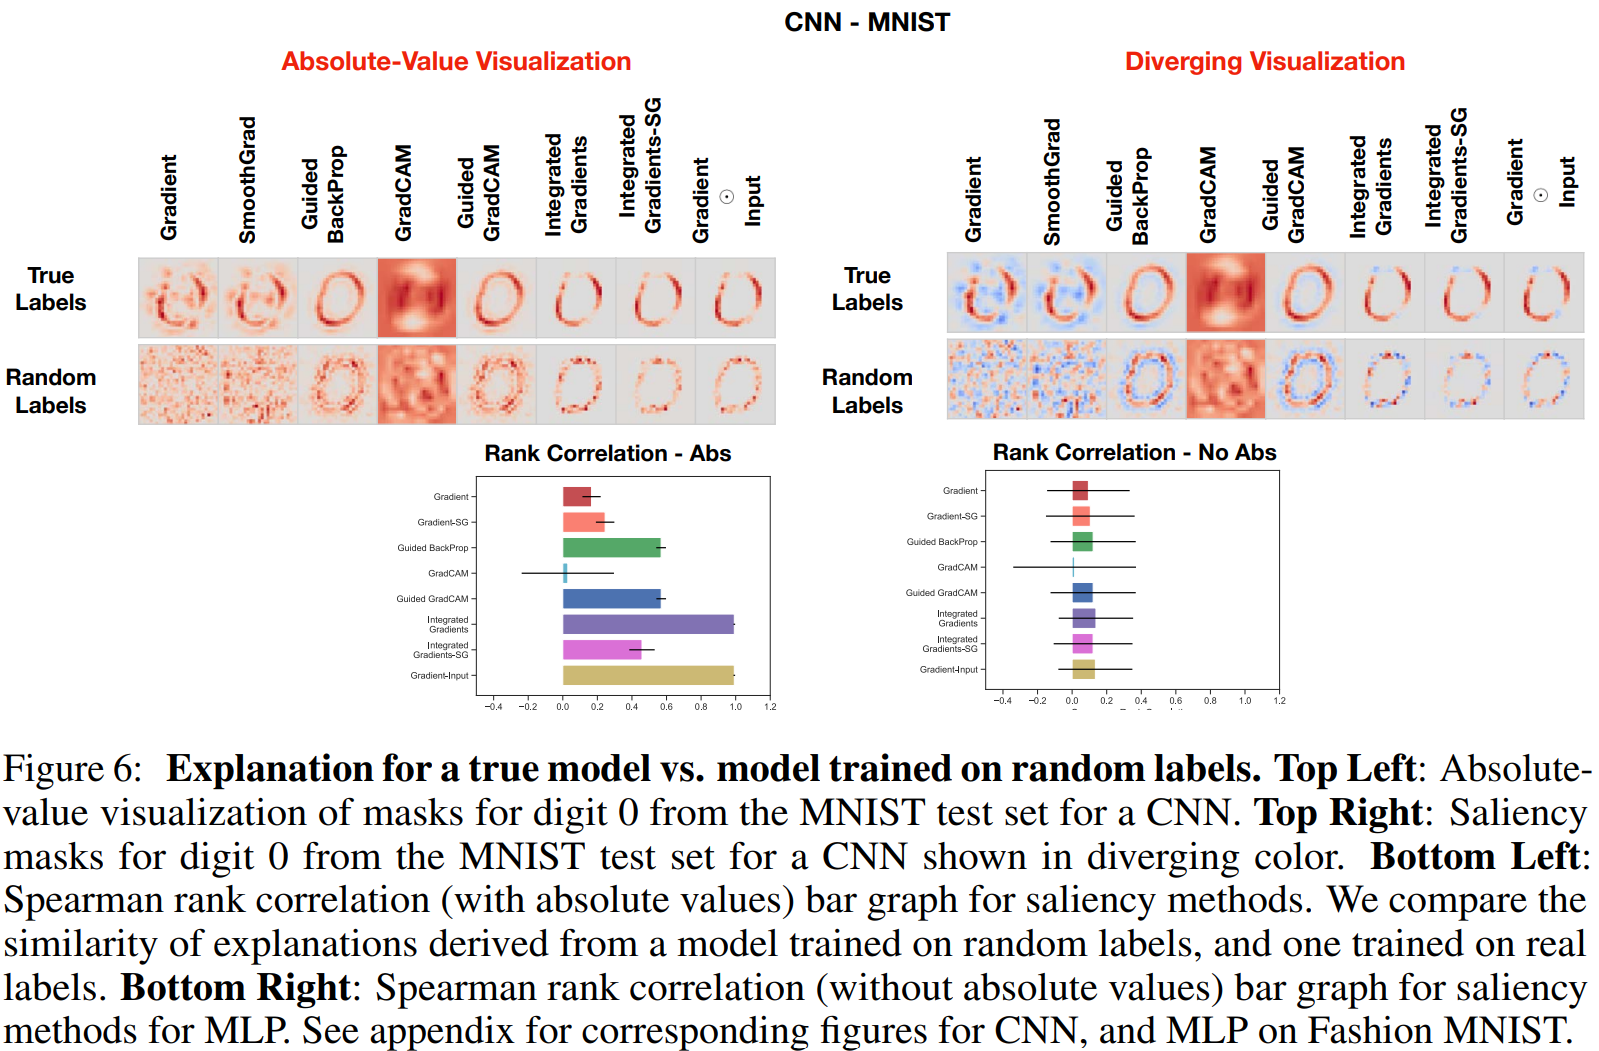 CNN - MNIST
Absolute-Value Visualization
Diverging Visualization
Gradient
SmoothGrad
Guided
BackProp
GradCAM
Guided
GradCAM
Integrated
Gradients
Integrated
Gradients-SG
Gradient
⊙
Input
Gradient
SmoothGrad
Guided
BackProp
GradCAM
Guided
GradCAM
Integrated
Gradients
Integrated
Gradients-SG
Gradient
⊙
Input
True
Labels
Random
Labels
True
Labels
Random
Labels
Rank Correlation - Abs
Gradient
Gradient-SG
Guided BackProp
GradCAM
Guided GradCAM
Integrated
Gradients
Integrated
Gradients-SG
Gradient-Input
−0.4 −0.2 0.0 0.2 0.4 0.6 0.8 1.0 1.2
Rank Correlation - No Abs
Gradient
Gradient-SG
Guided BackProp
GradCAM
Guided GradCAM
Integrated
Gradients
Integrated
Gradients-SG
Gradient-Input
−0.4 −0.2 0.0 0.2 0.4 0.6 0.8 1.0 1.2
Figure 6: Explanation for a true model vs. model trained on random labels. Top Left: Absolute-
value visualization of masks for digit 0 from the MNIST test set for a CNN. Top Right: Saliency
masks for digit 0 from the MNIST test set for a CNN shown in diverging color. Bottom Left:
Spearman rank correlation (with absolute values) bar graph for saliency methods. We compare the
similarity of explanations derived from a model trained on random labels, and one trained on real
labels. Bottom Right: Spearman rank correlation (without absolute values) bar graph for saliency
methods for MLP. See appendix for corresponding figures for CNN, and MLP on Fashion MNIST.